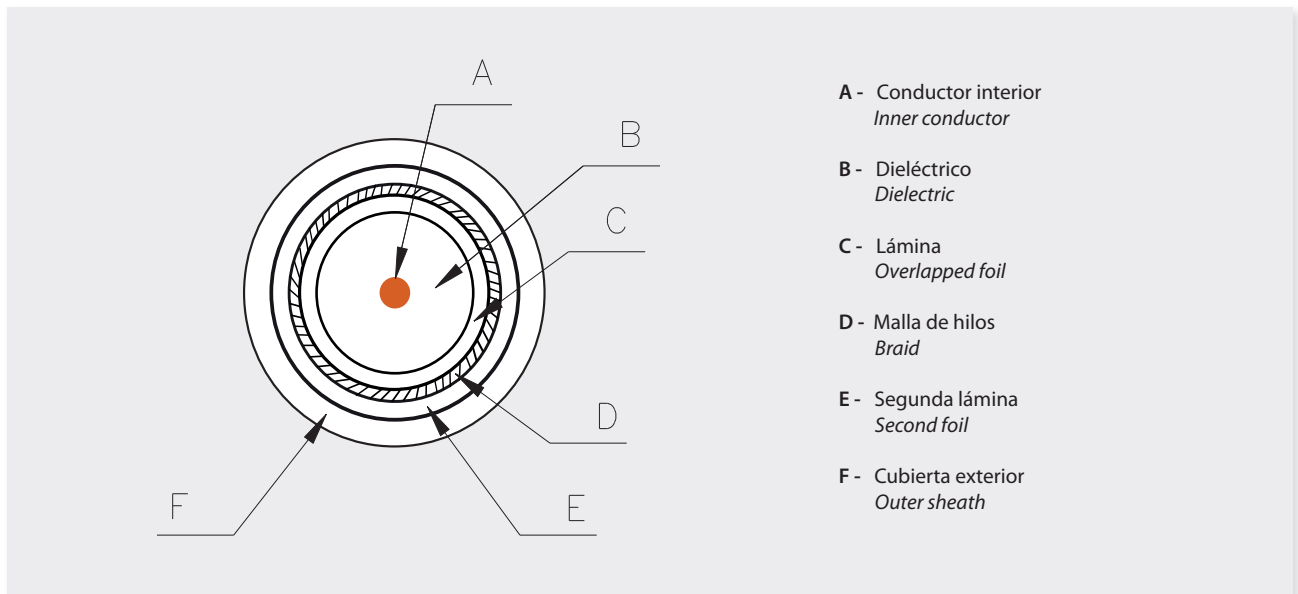 A
B
C
D
E
F
A - Conductor interior
Inner conductor
B - Dieléctrico
Dielectric
C - Lámina
Overlapped foil
D - Malla de hilos
Braid
E - Segunda lámina
Second foil
F - Cubierta exterior
Outer sheath